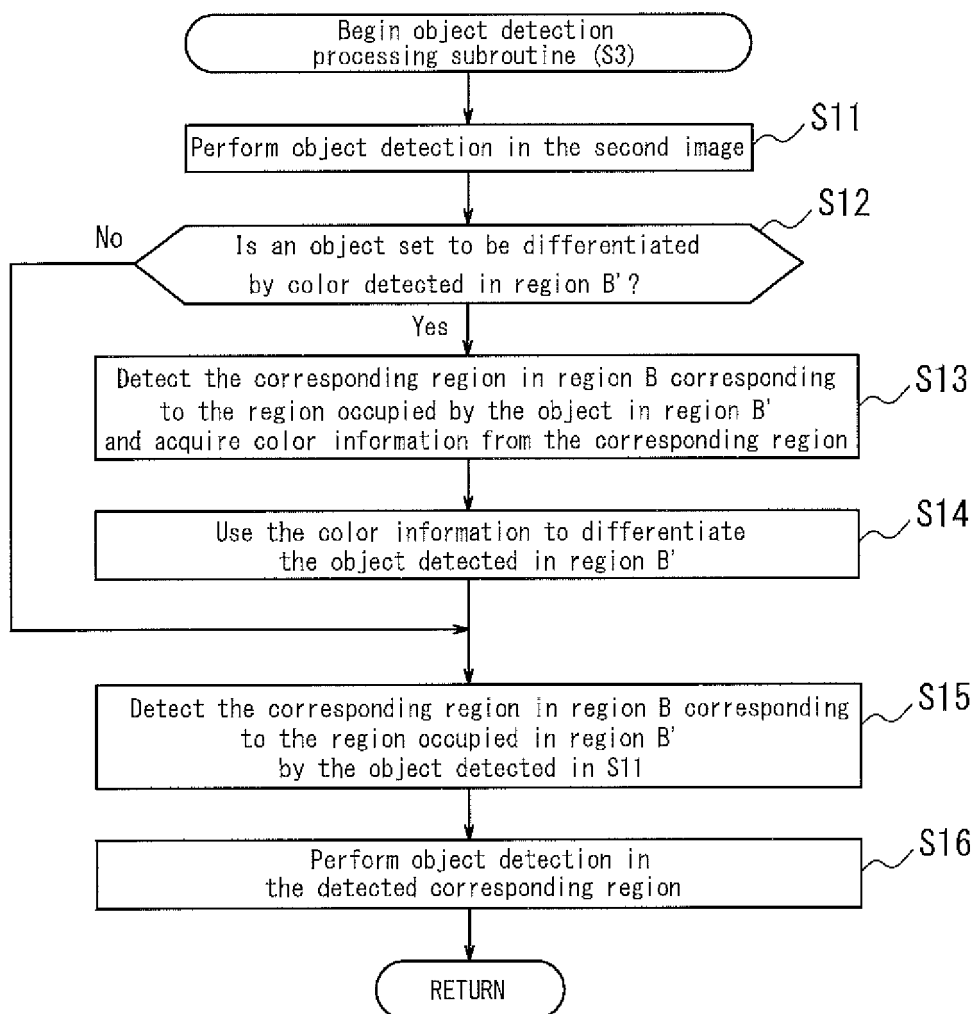 Begin object detection
processing subroutine (S3)
S11
Perform object detection in the second image
S12
No
Is an object set to be differentiated
by color detected in region B'?
Yes
S13
Detect the corresponding region in region B corresponding
to the region occupied by the object in region B'
and acquire color information from the corresponding region
S14
Use the color information to differentiate
the object detected in region B'
S15
Detect the corresponding region in region B corresponding
to the region occupied in region B'
by the object detected in S11
S16
Perform object detection in
the detected corresponding region
RETURN